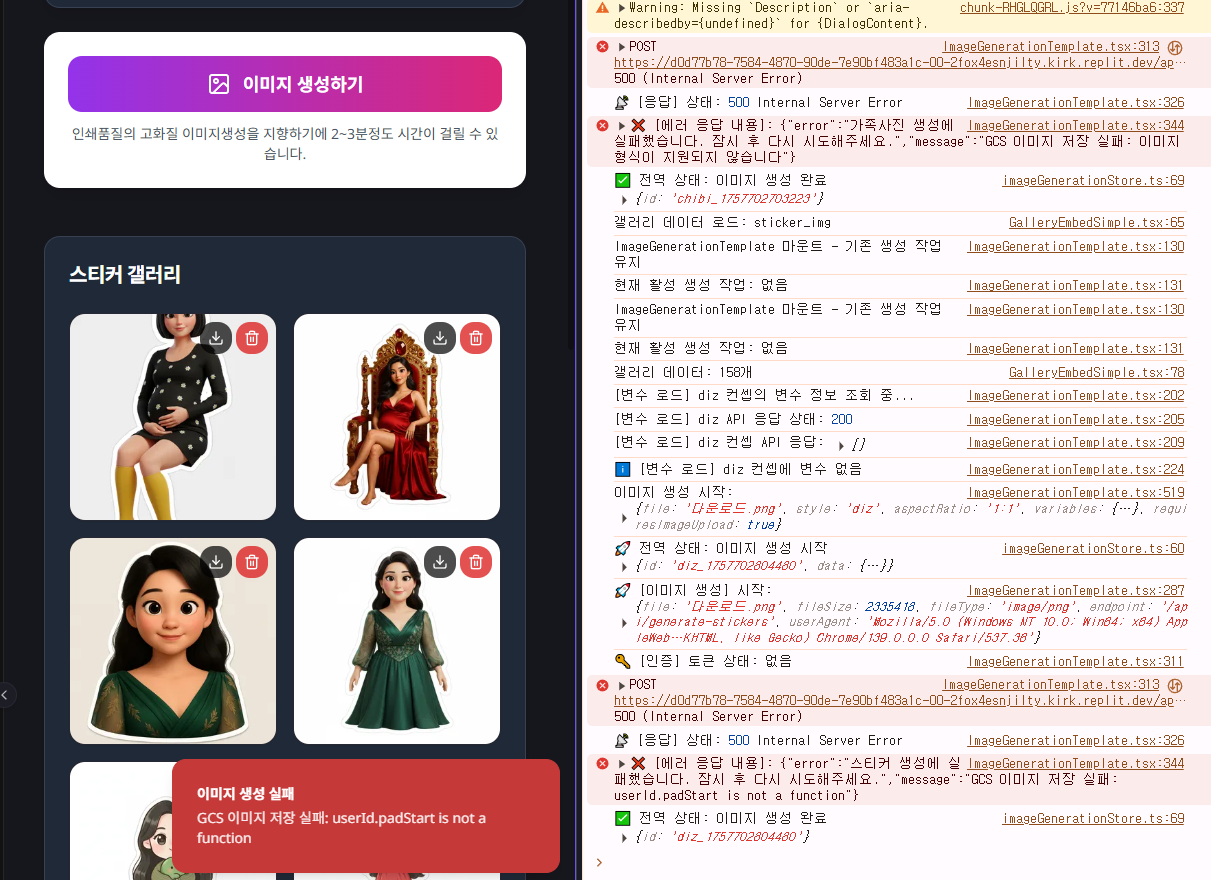 이미지 생성하기
인쇄품질의 고화질 이미지생성을 지향하기에 2~3분정도 시간이 걸릴 수 있
습니다.
스티커 갤러리
이미지 생성 실패
GCS 이미지 저장 실패: userId.padStart is not a
function
Warning: Missing `Description` or `aria- chunk-RHGLQGRL.js?v=77146ba6:337
describedby={undefined}` for {DialogContent}.
POST ImageGenerationTemplate.tsx:313
https://d0d77b78-7584-4870-90de-7e90bf483a1c-00-2fox4esnjilty.kirk.replit.dev/ap…
500 (Internal Server Error)
[응답] 상태: 500 Internal Server Error ImageGenerationTemplate.tsx:326
❌ [에러 응답 내용]: {"error":"가족사진 생성에 ImageGenerationTemplate.tsx:344
실패했습니다. 잠시 후 다시 시도해주세요.","message":"GCS 이미지 저장 실패: 이미지
형식이 지원되지 않습니다"}
✅ 전역 상태: 이미지 생성 완료 imageGenerationStore.ts:69
{id: 'chibi_1757702703223'}
갤러리 데이터 로드: sticker_img GalleryEmbedSimple.tsx:65
ImageGenerationTemplate 마운트 - 기존 생성 작업 ImageGenerationTemplate.tsx:130
유지
현재 활성 생성 작업: 없음 ImageGenerationTemplate.tsx:131
ImageGenerationTemplate 마운트 - 기존 생성 작업 ImageGenerationTemplate.tsx:130
유지
현재 활성 생성 작업: 없음 ImageGenerationTemplate.tsx:131
갤러리 데이터: 158개 GalleryEmbedSimple.tsx:78
[변수 로드] diz 컨셉의 변수 정보 조회 중... ImageGenerationTemplate.tsx:202
[변수 로드] diz API 응답 상태: 200 ImageGenerationTemplate.tsx:205
[변수 로드] diz 컨셉 API 응답: ▸ [] ImageGenerationTemplate.tsx:209
ℹ️ [변수 로드] diz 컨셉에 변수 없음 ImageGenerationTemplate.tsx:224
이미지 생성 시작: ImageGenerationTemplate.tsx:519
{file: '다운로드.png', style: 'diz', aspectRatio: '1:1', variables: {…}, requi
resImageUpload: true}
🚀 전역 상태: 이미지 생성 시작 imageGenerationStore.ts:60
{id: 'diz_1757702804460', data: {…}}
🚀 [이미지 생성] 시작: ImageGenerationTemplate.tsx:287
{file: '다운로드.png', fileSize: 2335416, fileType: 'image/png', endpoint: '/ap
i/generate-stickers', userAgent: 'Mozilla/5.0 (Windows NT 10.0; Win64; x64) App
leWeb…KHTML, like Gecko) Chrome/139.0.0.0 Safari/537.36'}
🔑 [인증] 토큰 상태: 없음 ImageGenerationTemplate.tsx:311
POST ImageGenerationTemplate.tsx:313
https://d0d77b78-7584-4870-90de-7e90bf483a1c-00-2fox4esnjilty.kirk.replit.dev/ap…
500 (Internal Server Error)
[응답] 상태: 500 Internal Server Error ImageGenerationTemplate.tsx:326
❌ [에러 응답 내용]: {"error":"스티커 생성에 실 ImageGenerationTemplate.tsx:344
패했습니다. 잠시 후 다시 시도해주세요.","message":"GCS 이미지 저장 실패:
userId.padStart is not a function"}
✅ 전역 상태: 이미지 생성 완료 imageGenerationStore.ts:69
{id: 'diz_1757702804460'}